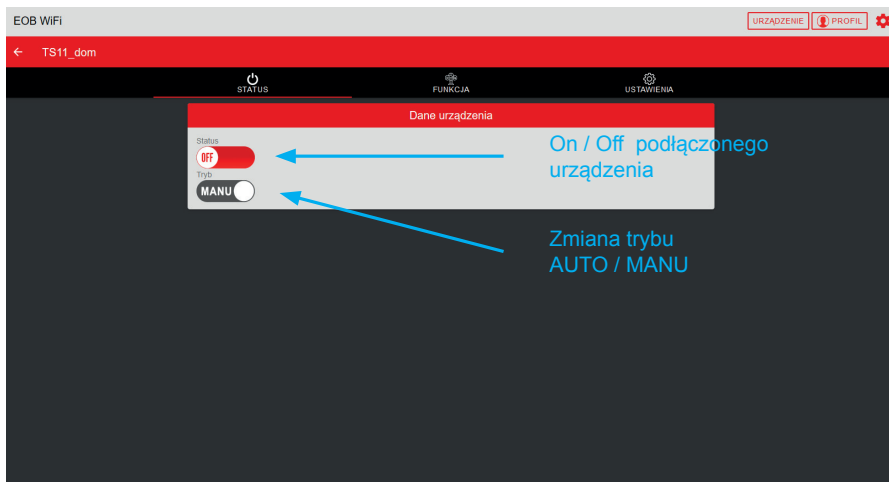 EOB WiFi
URZĄDZENIE PROFIL
TS11_dom
STATUS FUNKCJA USTAWIENIA
Dane urządzenia
Status
OFF
Tryb
MANU
On / Off podłączonego
urządzenia
Zmiana trybu
AUTO / MANU